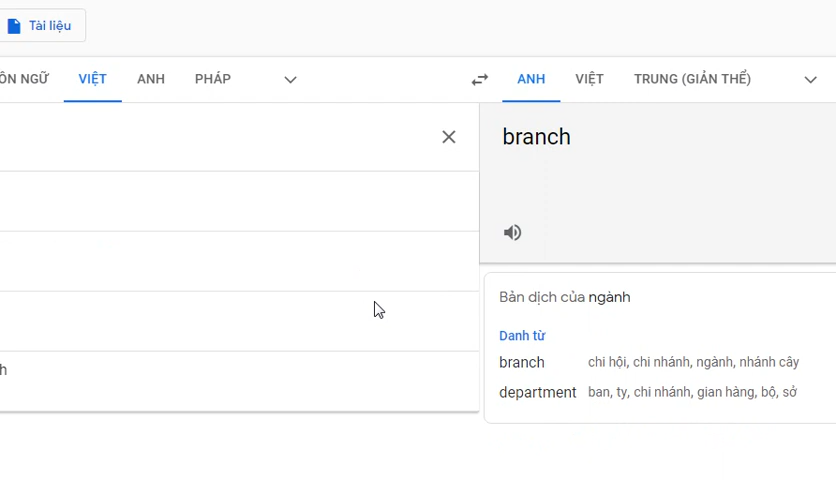 Tài liệu
ÔN NGỮ VIỆT ANH PHÁP ANH VIỆT TRUNG (GIẢN THỂ)
branch
Bản dịch của ngành
Danh từ
branch chi hội, chi nhánh, ngành, nhánh cây
h
department ban, ty, chi nhánh, gian hàng, bộ, sở